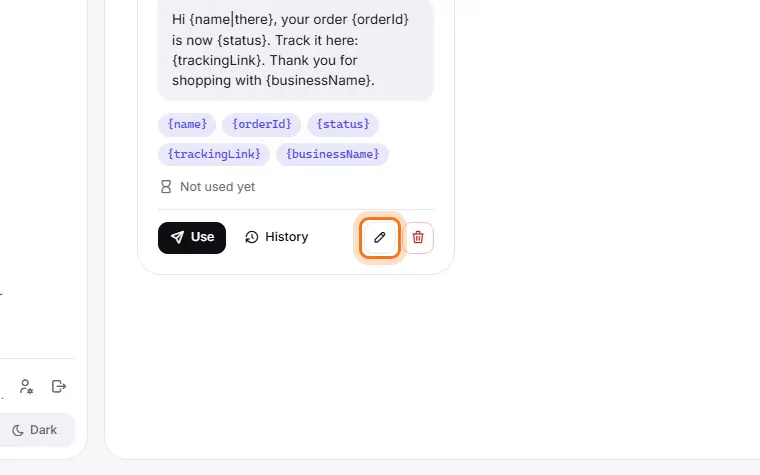 Hi {name|there}, your order {orderId}
is now {status}. Track it here:
{trackingLink}. Thank you for
shopping with {businessName}.
{name} {orderId} {status}
{trackingLink} {businessName}
Not used yet
Use History
Dark